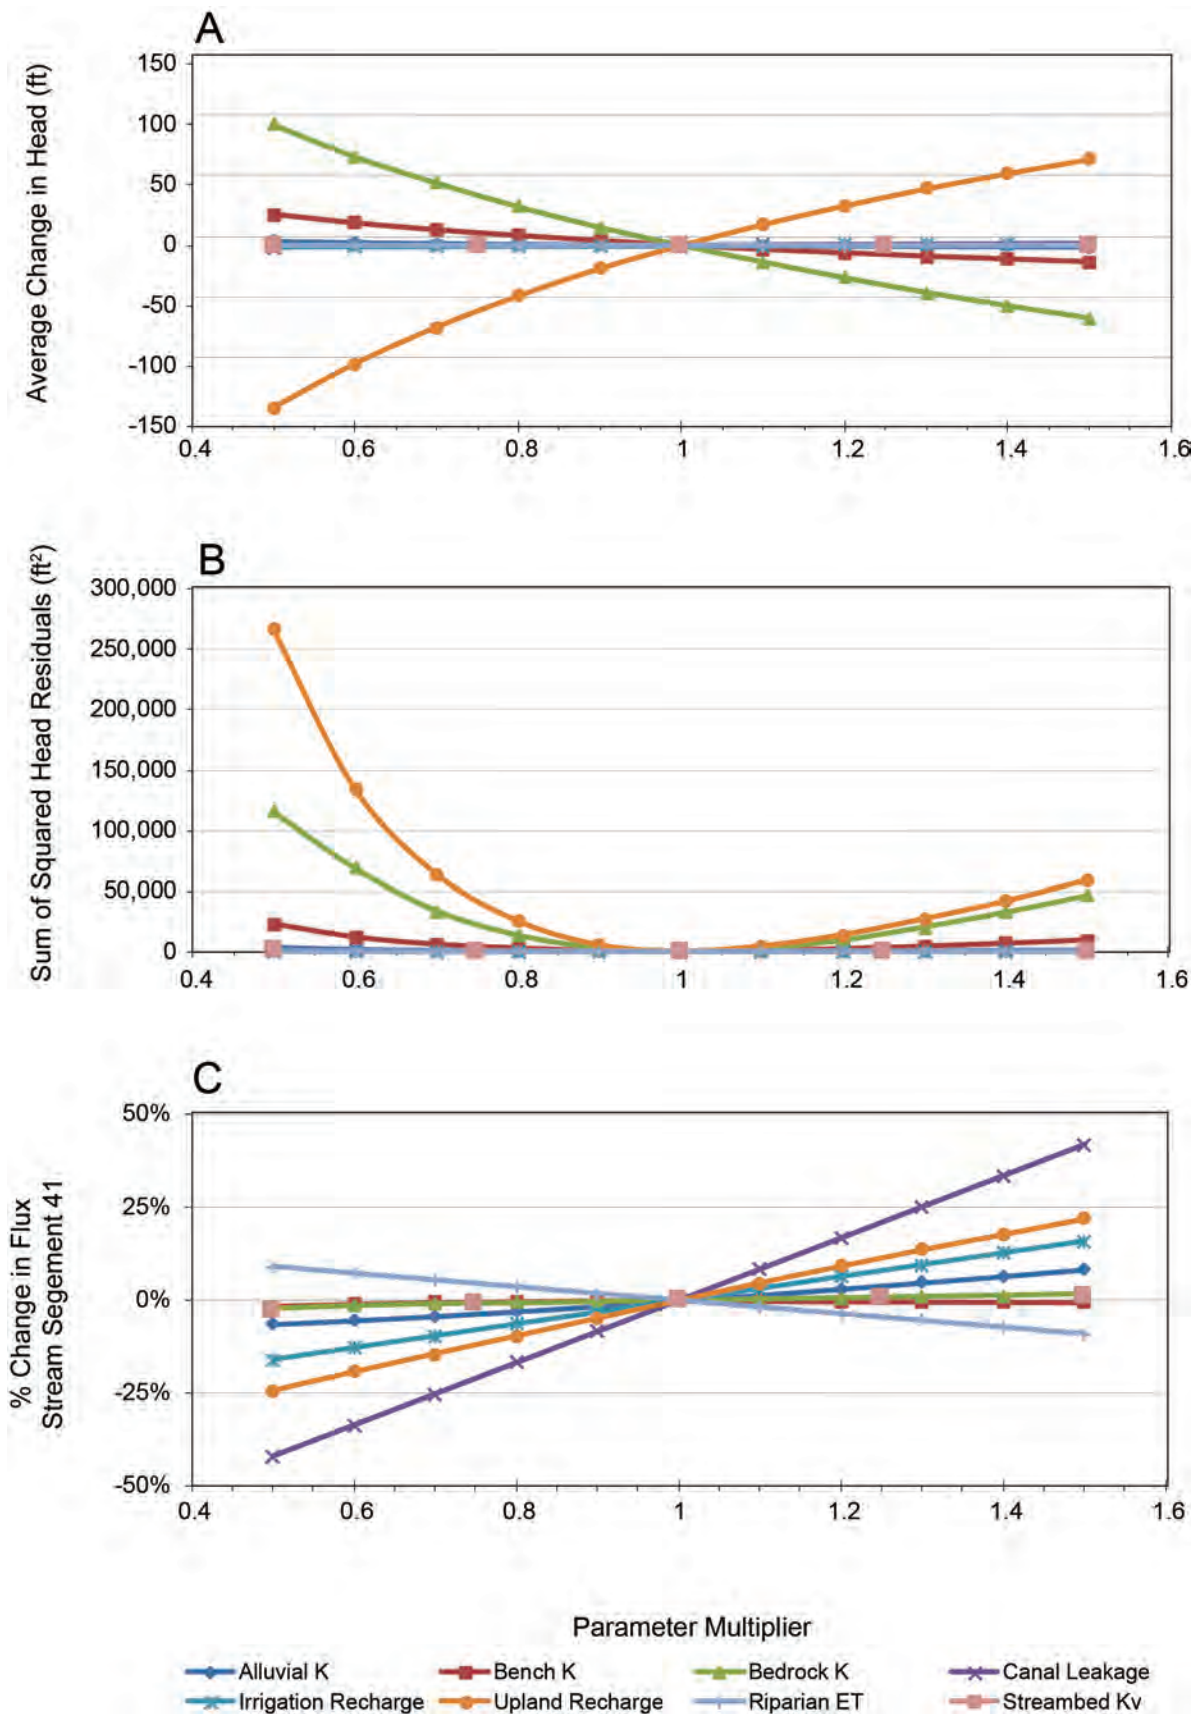 A
Average Change in Head (ft)
150
100
50
0
-50
-100
-150
0.4
0.6
0.8
1
1.2
1.4
1.6
B
Sum of Squared Head Residuals (ft²)
300,000
250,000
200,000
150,000
100,000
50,000
0
0.4
0.6
0.8
1
1.2
1.4
1.6
C
% Change in Flux
Stream Segement 41
50%
25%
0%
-25%
-50%
0.4
0.6
0.8
1
1.2
1.4
1.6
Parameter Multiplier
Alluvial K
Bench K
Bedrock K
Canal Leakage
Irrigation Recharge
Upland Recharge
Riparian ET
Streambed Kv